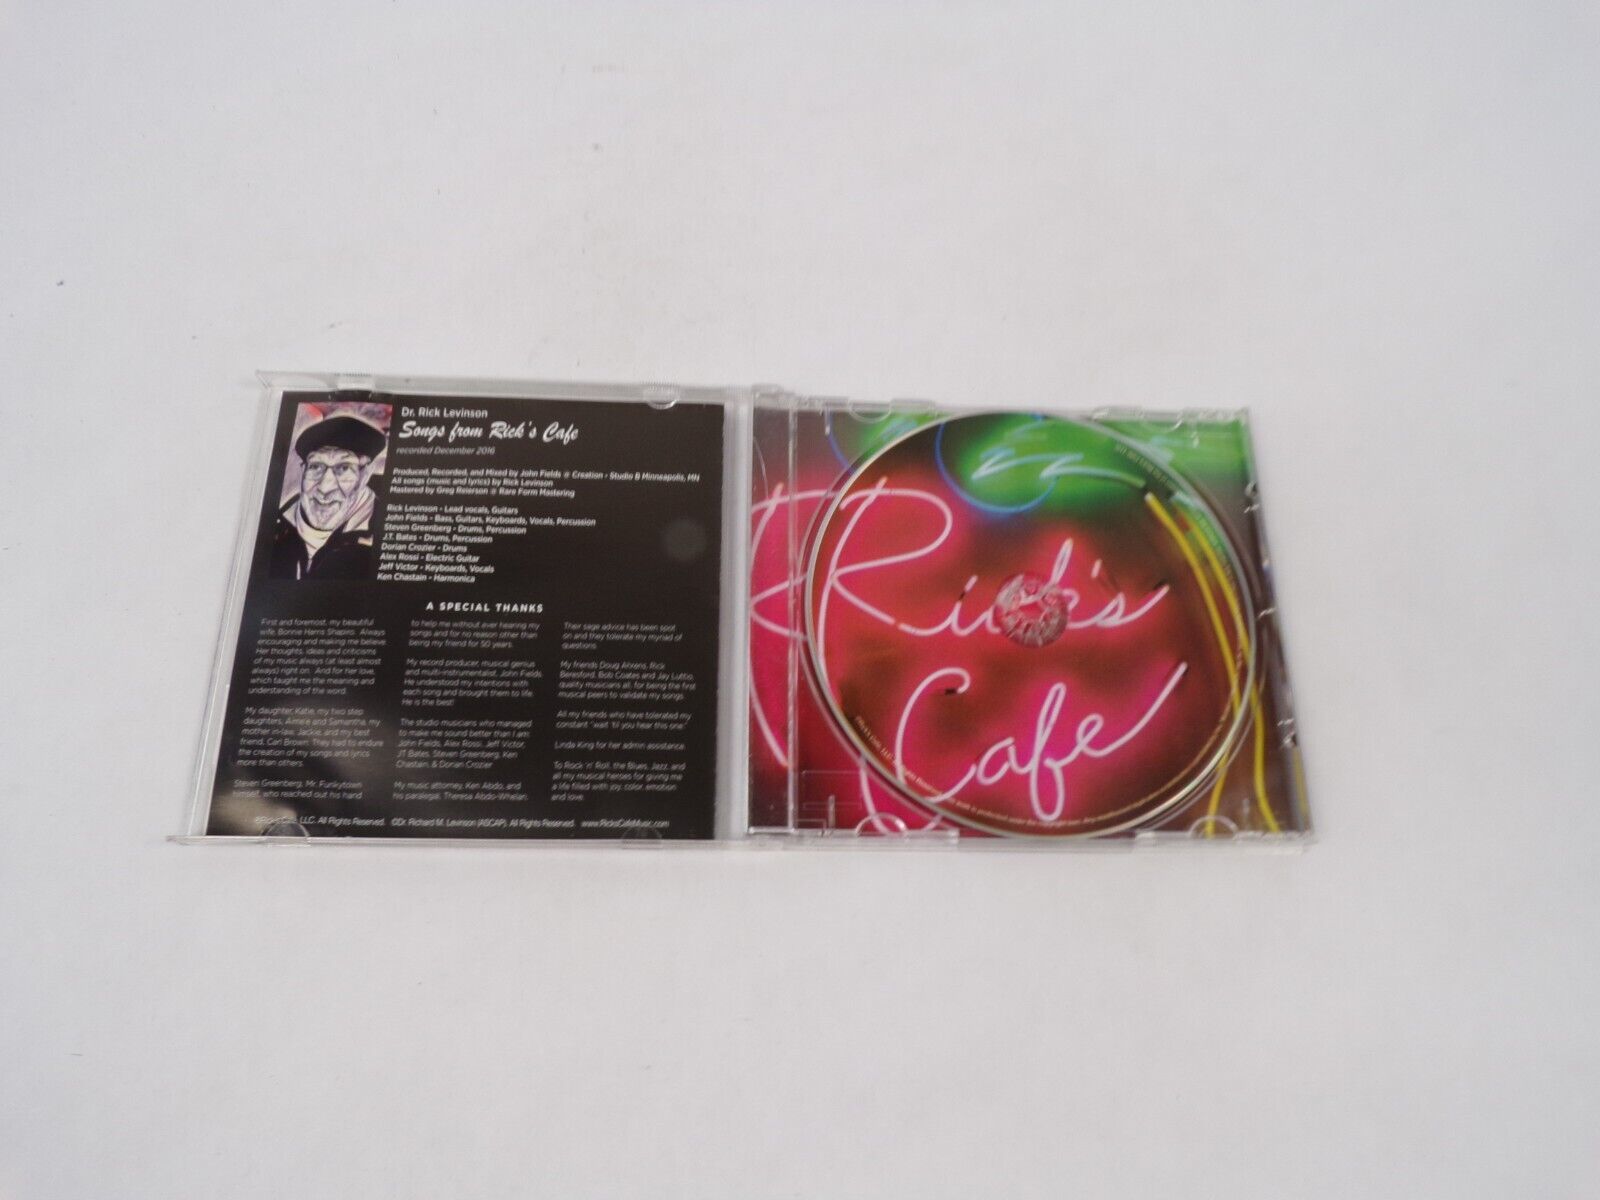 Dr. Rick Levinson
Songs from Rick's Cafe
recorded December 2016
Produced, Recorded, and Mixed by John Fields @ Creation - Studio B Minneapolis, MN
All songs (music and lyrics) by Rick Levinson
Mastered by Greg Reierson @ Rare Form Mastering
Rick Levinson - Lead vocals, Guitars
John Fields - Bass, Guitars, Keyboards, Vocals, Percussion
Steven Greenberg - Drums, Percussion
J.T. Bates - Drums, Percussion
Dorian Crozier - Drums
Alex Rossi - Electric Guitar
Jeff Victor - Keyboards, Vocals
Ken Chastain - Harmonica
A SPECIAL THANKS
First and foremost, my beautiful
wife, Bonnie Harris Shapiro. Always
encouraging and making me believe.
Her thoughts, ideas and criticisms
of my music always (at least almost
always) right on. And for her love,
which taught me the meaning and
understanding of the word.
My daughter, Katie, my two step
daughters, Aimée and Samantha, my
mother in-law, Jackie, and my best
friend, Carl Brown. They had to endure
the creation of my songs and lyrics
more than others.
Steven Greenberg, Mr. Funkytown
himself, who reached out his hand
to help me without ever hearing my
songs and for no reason other than
being my friend for 50 years.
My record producer, musical genius
and multi-instrumentalist, John Fields.
He understood my intentions with
each song and brought them to life.
He is the best!
The studio musicians who managed
to make me sound better than I am:
John Fields, Alex Rossi, Jeff Victor,
JT Bates, Steven Greenberg, Ken
Chastain, & Dorian Crozier
My music attorney, Ken Abdo, and
his paralegal, Theresa Abdo-Whelan.
Their sage advice has been spot
on and they tolerate my myriad of
questions.
My friends Doug Ahrens, Rick
Beresford, Bob Coates and Jay Luttio,
quality musicians all, for being the first
musical peers to validate my songs.
All my friends who have tolerated my
constant "wait 'til you hear this one."
Linda King for her admin assistance.
To Rock 'n' Roll, the Blues, Jazz, and
all my musical heroes for giving me
a life filled with joy, color, emotion
and love.
℗Rick's Café, LLC. All Rights Reserved. ©Dr. Richard M. Levinson (ASCAP). All Rights Reserved. www.RicksCafeMusic.com
Rick's
Cafe